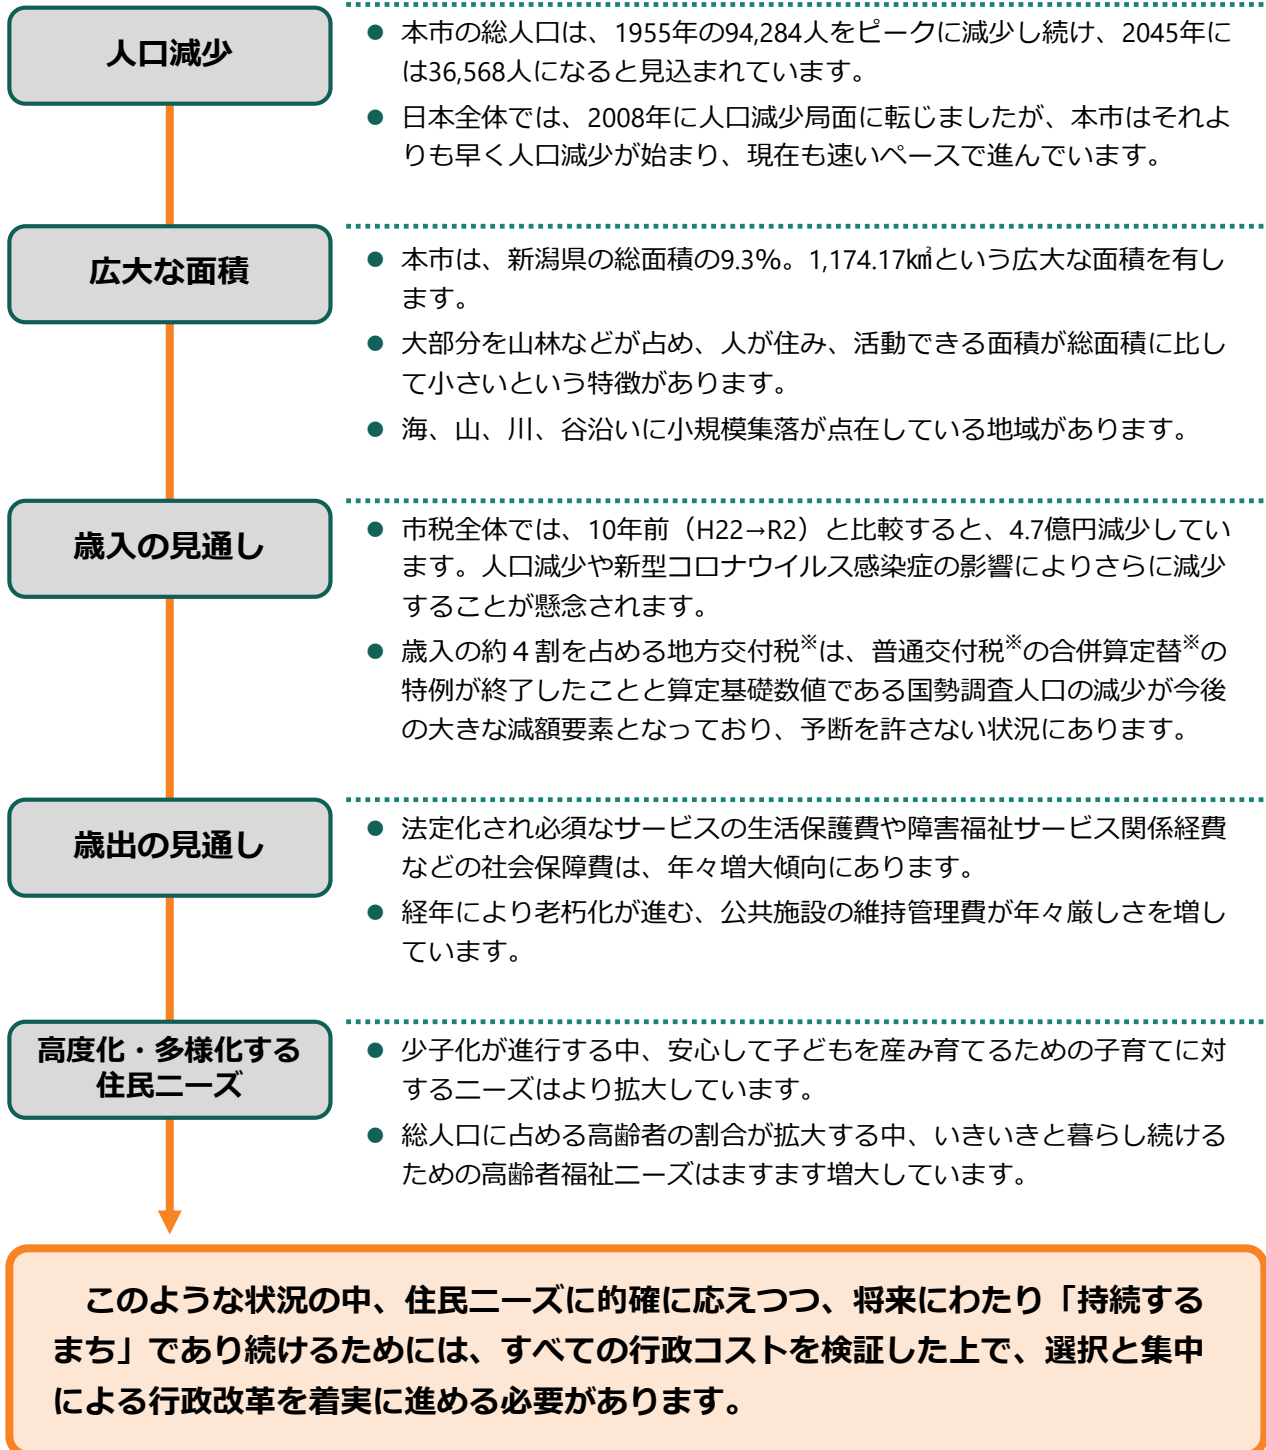 人口減少
● 本市の総人口は、1955年の94,284人をピークに減少し続け、2045年に
は36,568人になると見込まれています。
● 日本全体では、2008年に人口減少局面に転じましたが、本市はそれよ
りも早く人口減少が始まり、現在も速いペースで進んでいます。
広大な面積
● 本市は、新潟県の総面積の9.3%。1,174.17㎢という広大な面積を有し
ます。
● 大部分を山林などが占め、人が住み、活動できる面積が総面積に比し
て小さいという特徴があります。
● 海、山、川、谷沿いに小規模集落が点在している地域があります。
歳入の見通し
● 市税全体では、10年前（H22→R2）と比較すると、4.7億円減少してい
ます。人口減少や新型コロナウイルス感染症の影響によりさらに減少
することが懸念されます。
● 歳入の約４割を占める地方交付税※は、普通交付税※の合併算定替※の
特例が終了したことと算定基礎数値である国勢調査人口の減少が今後
の大きな減額要素となっており、予断を許さない状況にあります。
歳出の見通し
● 法定化され必須なサービスの生活保護費や障害福祉サービス関係経費
などの社会保障費は、年々増大傾向にあります。
● 経年により老朽化が進む、公共施設の維持管理費が年々厳しさを増し
ています。
高度化・多様化する
住民ニーズ
● 少子化が進行する中、安心して子どもを産み育てるための子育てに対
するニーズはより拡大しています。
● 総人口に占める高齢者の割合が拡大する中、いきいきと暮らし続ける
ための高齢者福祉ニーズはますます増大しています。
このような状況の中、住民ニーズに的確に応えつつ、将来にわたり「持続する
まち」であり続けるためには、すべての行政コストを検証した上で、選択と集中
による行政改革を着実に進める必要があります。